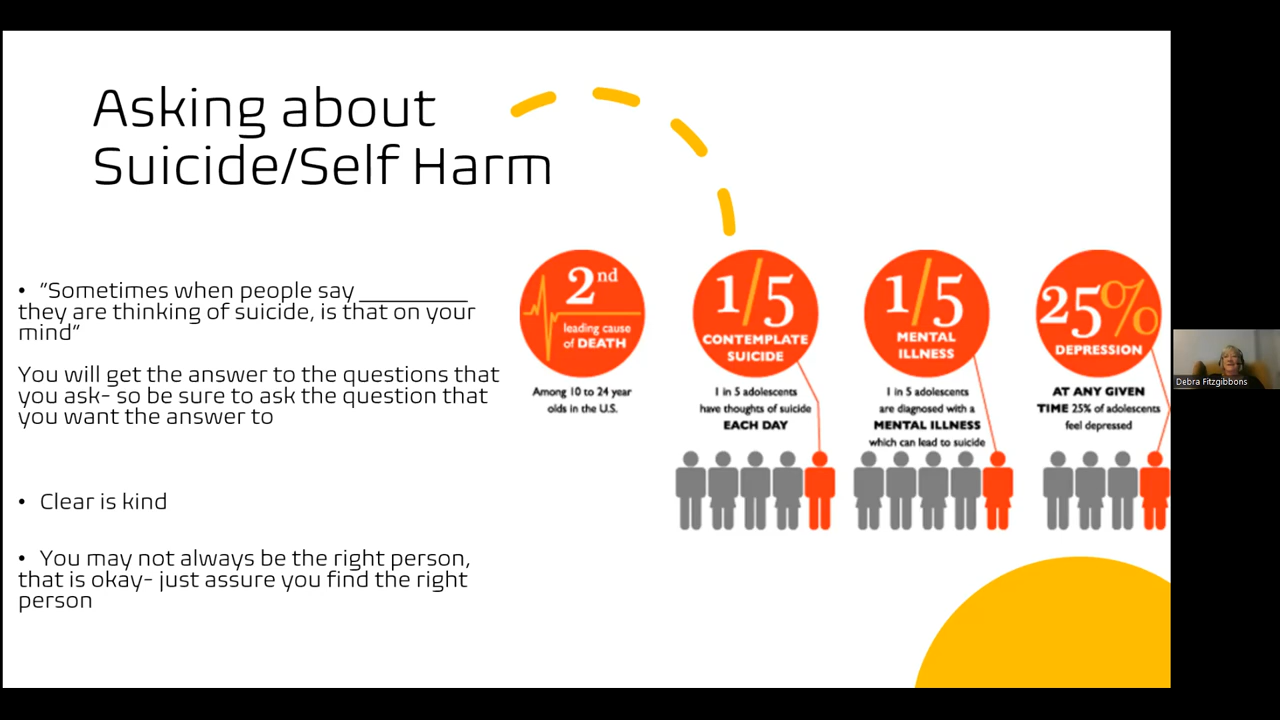 Asking about
Suicide/Self Harm
• "Sometimes when people say _________
they are thinking of suicide, is that on your
mind"
You will get the answer to the questions that
you ask- so be sure to ask the question that
you want the answer to
• Clear is kind
• You may not always be the right person,
that is okay- just assure you find the right
person
2nd
leading cause
of DEATH
Among 10 to 24 year
olds in the U.S.
1/5
CONTEMPLATE
SUICIDE
1 in 5 adolescents
have thoughts of suicide
EACH DAY
1/5
MENTAL
ILLNESS
1 in 5 adolescents
are diagnosed with a
MENTAL ILLNESS
which can lead to suicide
25%
DEPRESSION
AT ANY GIVEN
TIME 25% of adolescents
feel depressed
Debra Fitzgibbons